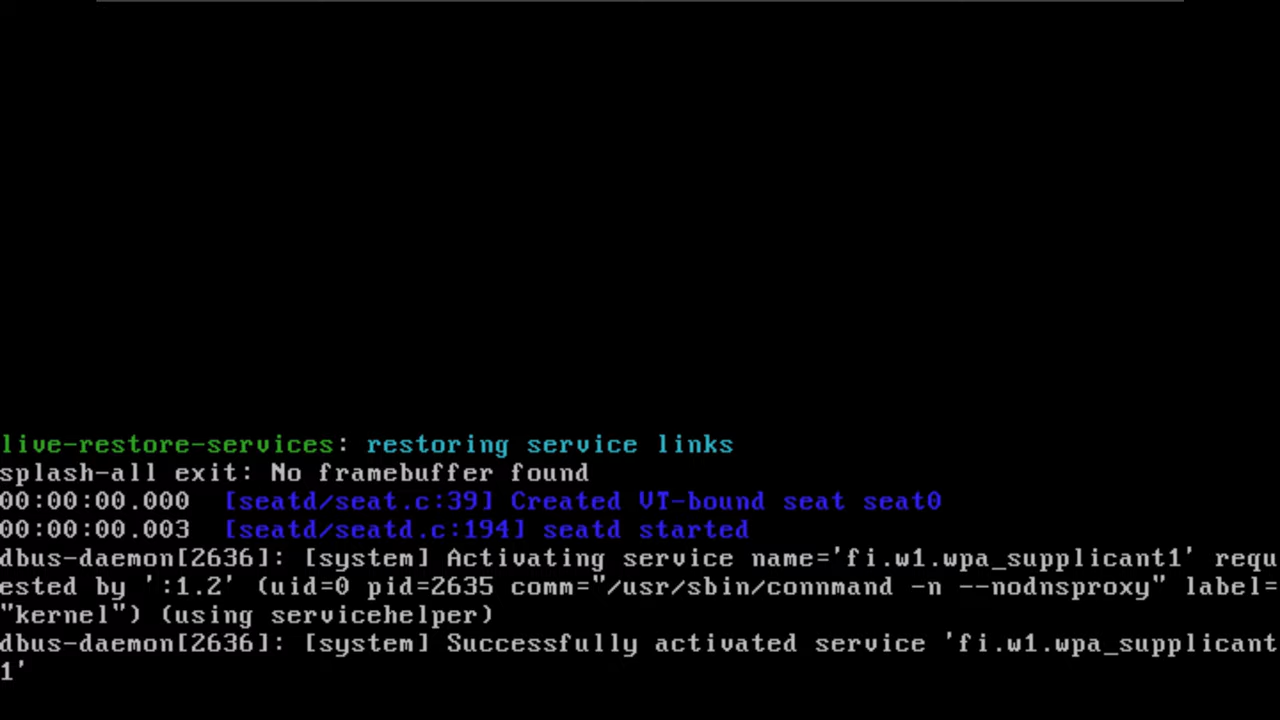 live-restore-services: restoring service links
splash-all exit: No framebuffer found
00:00:00.000  [seatd/seat.c:39] Created VT-bound seat seat0
00:00:00.003  [seatd/seatd.c:194] seatd started
dbus-daemon[2636]: [system] Activating service name='fi.w1.wpa_supplicant1' requ
ested by ':1.2' (uid=0 pid=2635 comm="/usr/sbin/connmand -n --nodnsproxy" label=
"kernel") (using servicehelper)
dbus-daemon[2636]: [system] Successfully activated service 'fi.w1.wpa_supplicant
1'